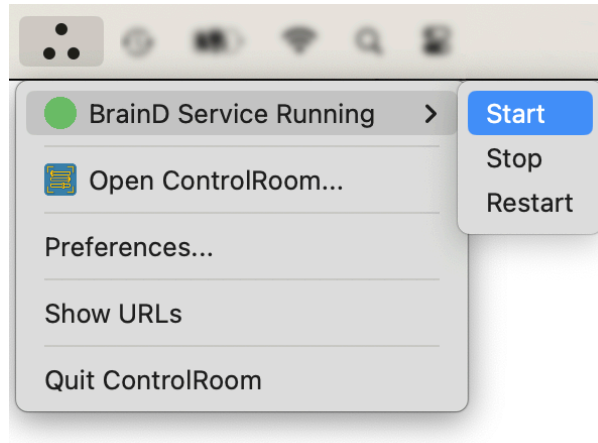 BrainD Service Running
Start
Stop
Restart
Open ControlRoom...
Preferences...
Show URLs
Quit ControlRoom